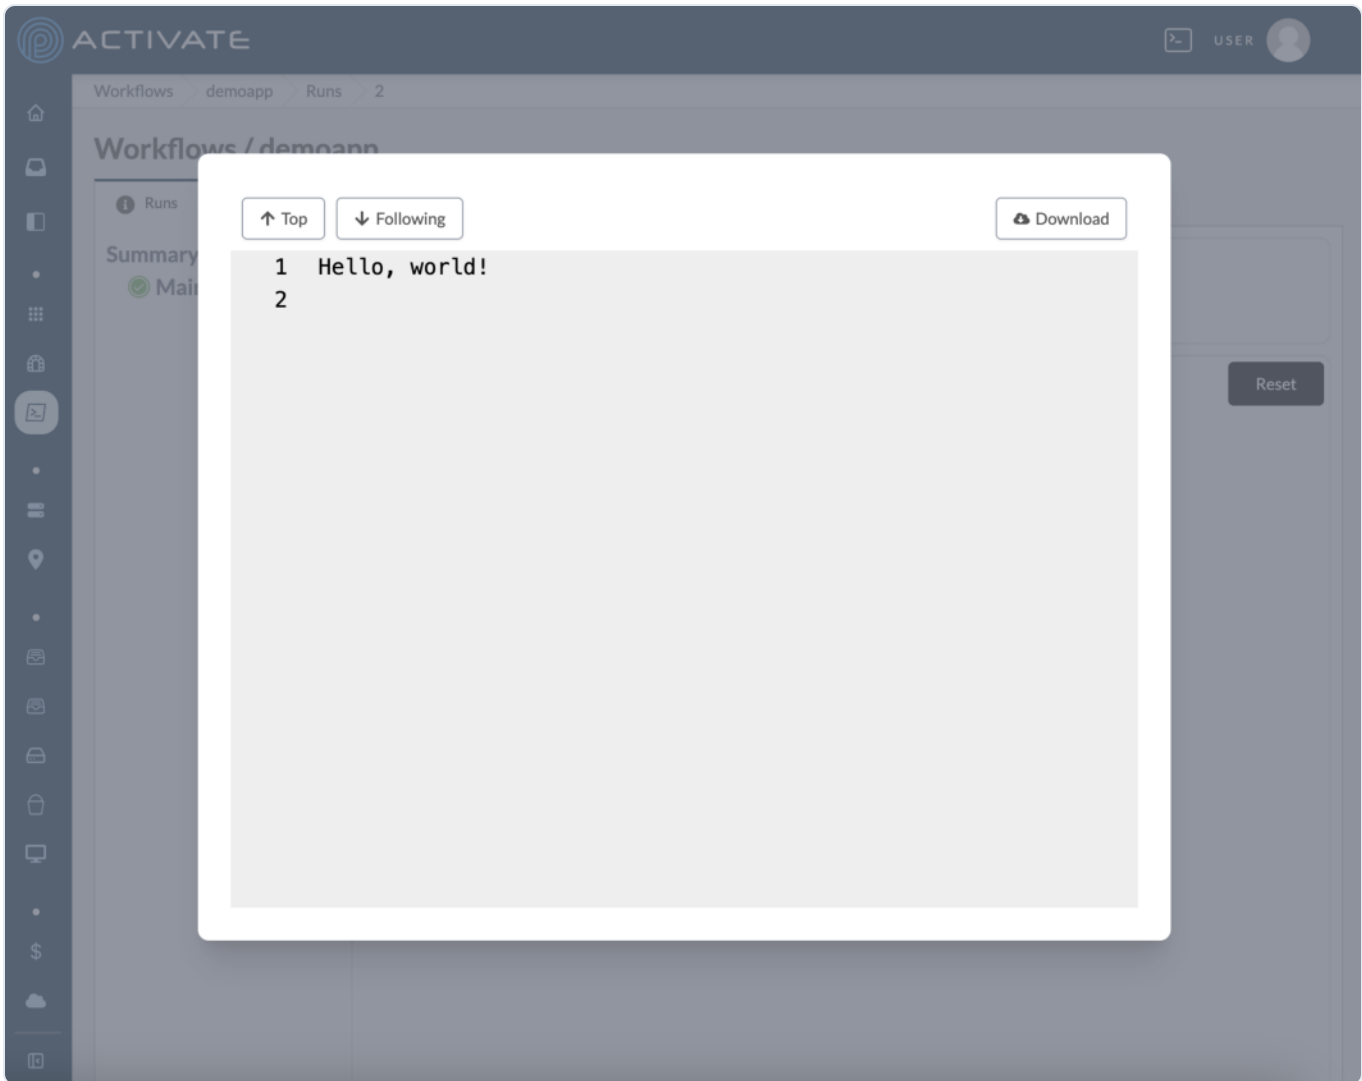 ACTIVATE
USER
Workflows demoapp Runs 2
Workflows / demoapp
Runs
Top Following Download
Summary
1 Hello, world!
2
Reset
$